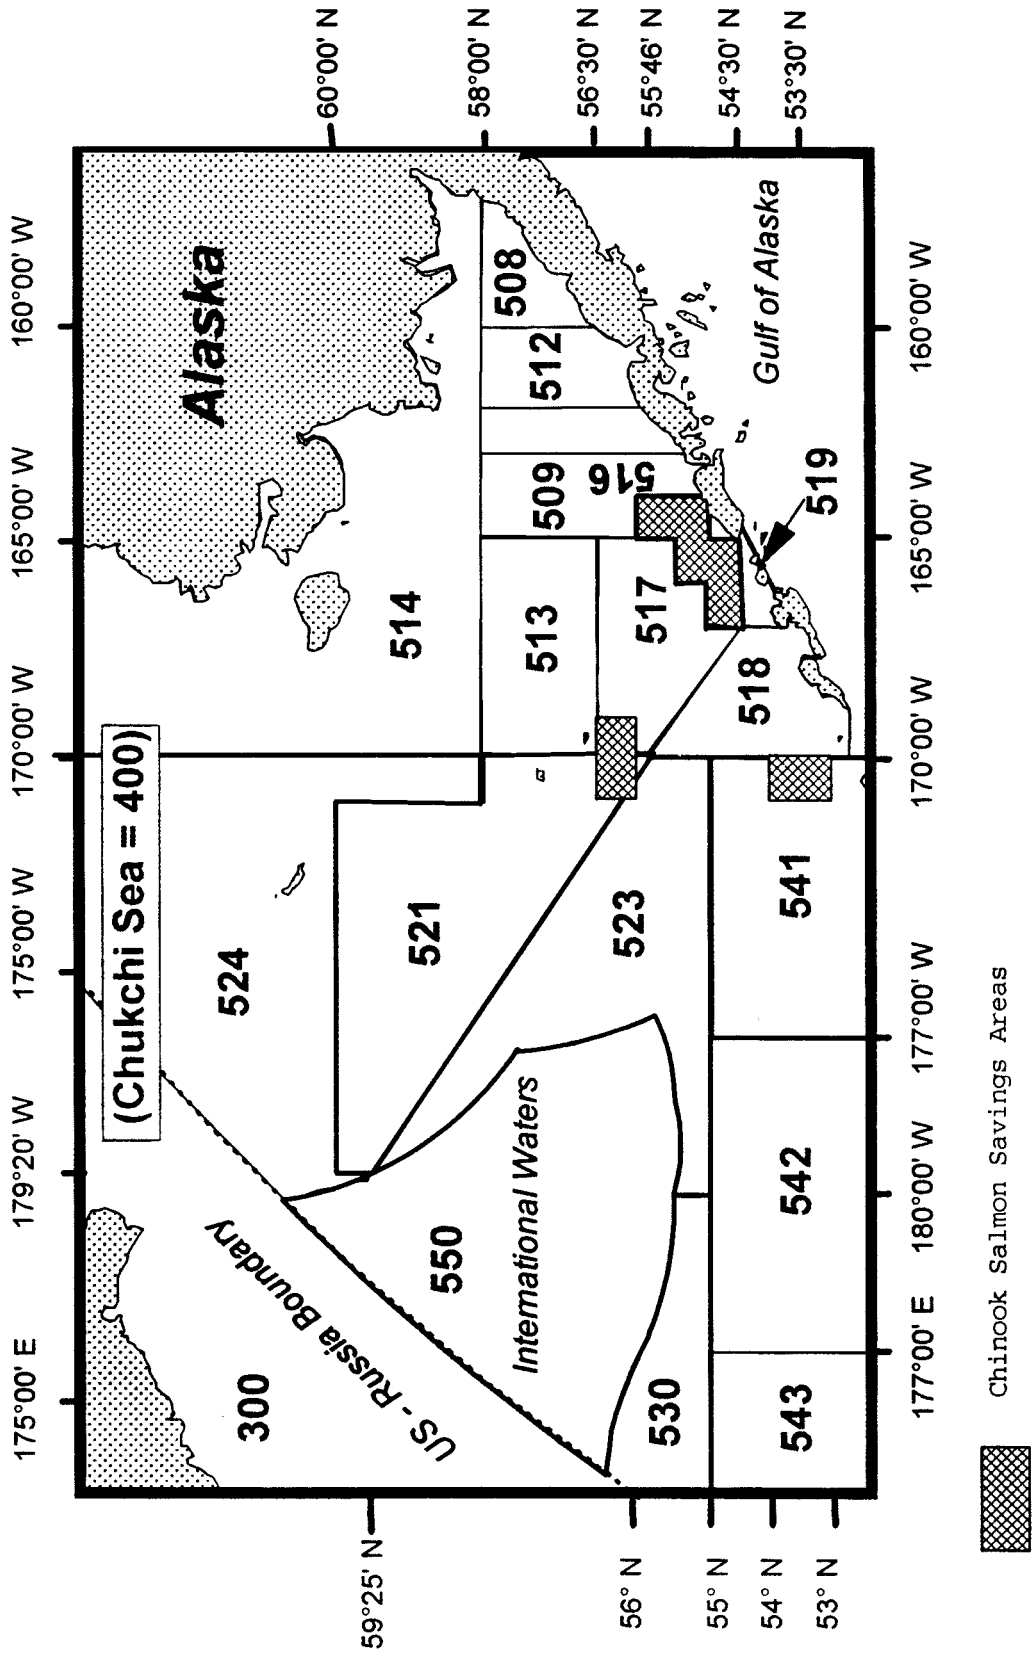 175°00' E
179°20' W
175°00' W
170°00' W
165°00' W
160°00' W
(Chukchi Sea = 400)
Alaska
300
US - Russia Boundary
524
514
59°25' N
60°00' N
550
521
58°00' N
International Waters
513
509
512
508
56°30' N
530
523
517
516
55°46' N
56° N
55° N
54° N
53° N
543
542
541
518
519
Gulf of Alaska
54°30' N
53°30' N
177°00' E
180°00' W
177°00' W
170°00' W
165°00' W
160°00' W
Chinook Salmon Savings Areas